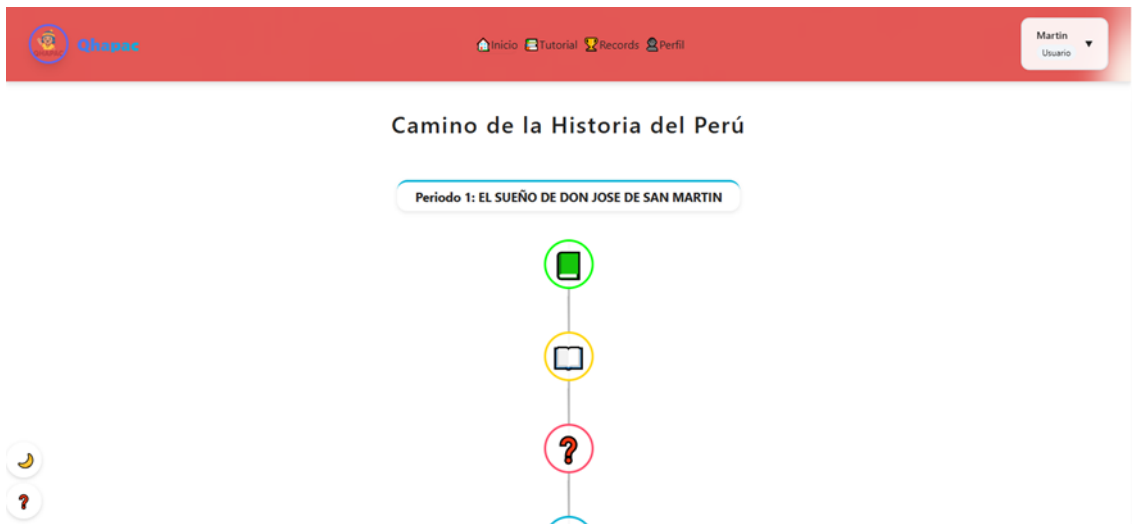 QHAPAC
Qhapac
Inicio Tutorial Records Perfil
Martin
Usuario
Camino de la Historia del Perú
Periodo 1: EL SUEÑO DE DON JOSE DE SAN MARTIN